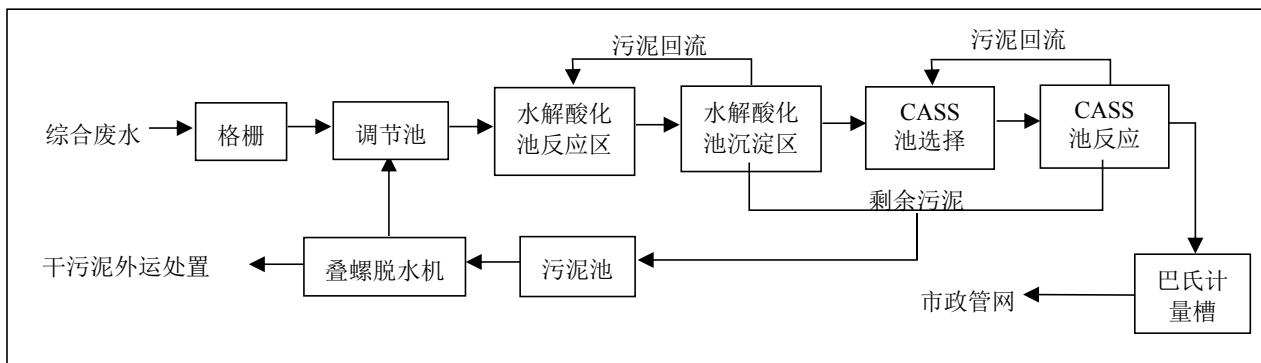 污泥回流
污泥回流
综合废水
格栅
调节池
水解酸化
池反应区
水解酸化
池沉淀区
CASS
池选择
CASS
池反应
剩余污泥
干污泥外运处置
叠螺脱水机
污泥池
市政管网
巴氏计
量槽